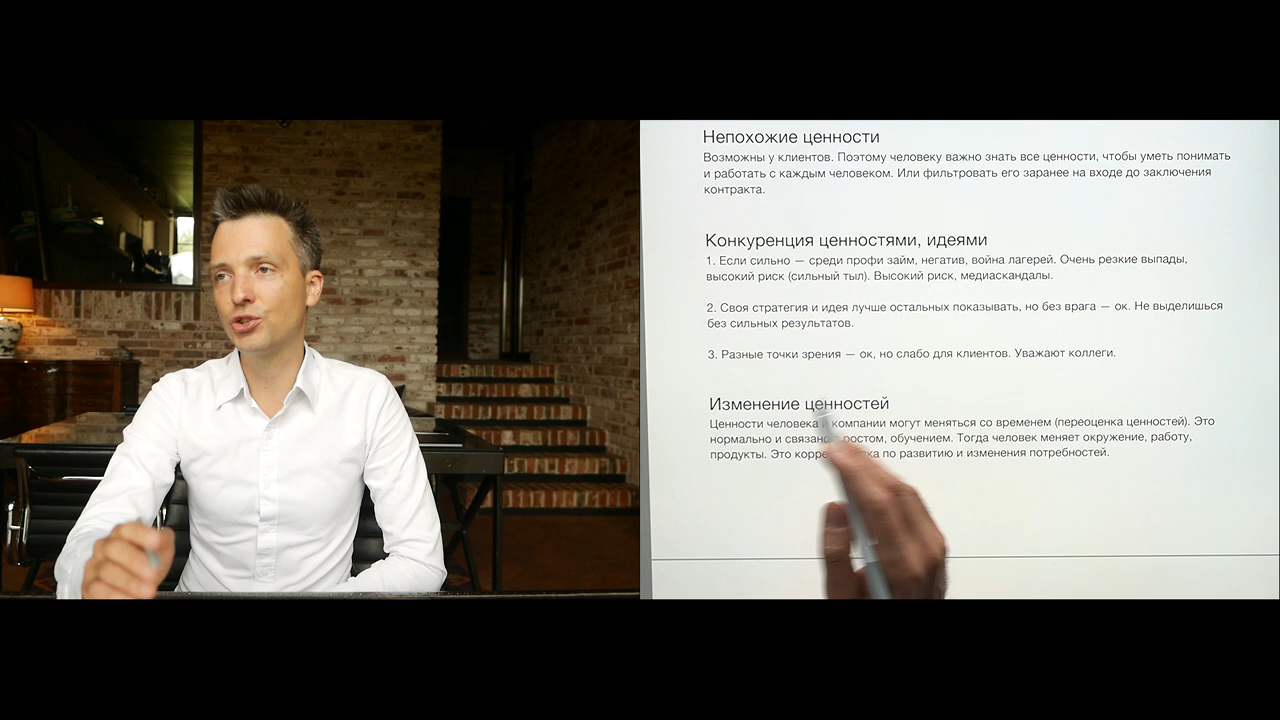 Непохожие ценности
Возможны у клиентов. Поэтому человеку важно знать все ценности, чтобы уметь понимать
и работать с каждым человеком. Или фильтровать его заранее на входе до заключения
контракта.
Конкуренция ценностями, идеями
1. Если сильно — среди профи займ, негатив, война лагерей. Очень резкие выпады,
высокий риск (сильный тыл). Высокий риск, медиаскандалы.
2. Своя стратегия и идея лучше остальных показывать, но без врага — ок. Не выделишься
без сильных результатов.
3. Разные точки зрения — ок, но слабо для клиентов. Уважают коллеги.
Изменение ценностей
Ценности человека и компании могут меняться со временем (переоценка ценностей). Это
нормально и связано ростом, обучением. Тогда человек меняет окружение, работу,
продукты. Это по развитию и изменения потребностей.